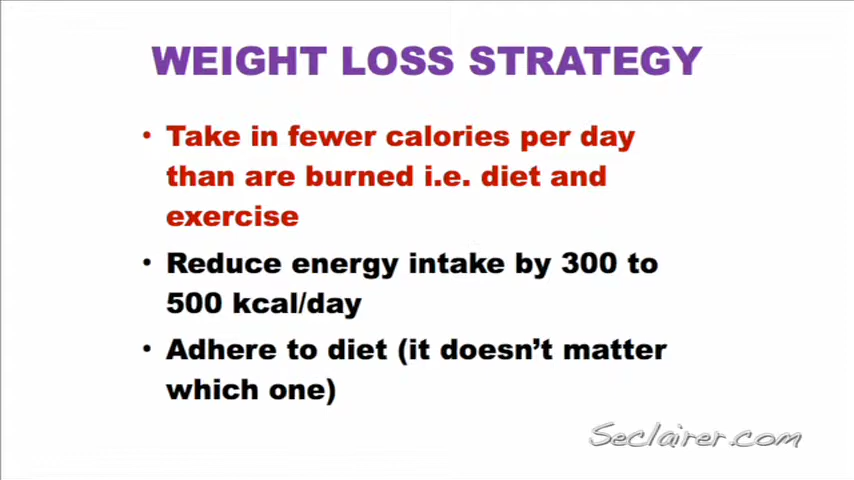 WEIGHT LOSS STRATEGY
• Take in fewer calories per day
than are burned i.e. diet and
exercise
• Reduce energy intake by 300 to
500 kcal/day
• Adhere to diet (it doesn’t matter
which one)
Seclairer.com